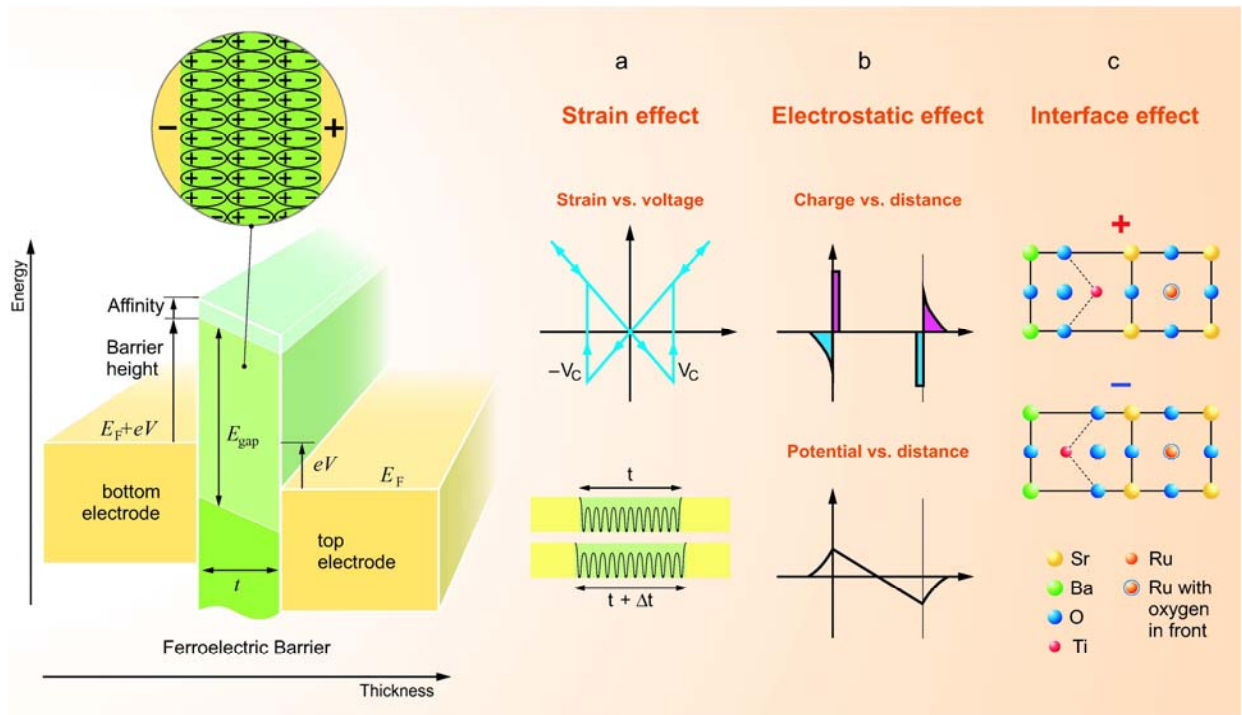 − +
Energy
Affinity
Barrier
height
E_F+eV
E_gap
eV
E_F
bottom
electrode
top
electrode
t
Ferroelectric Barrier
Thickness
a
Strain effect
Strain vs. voltage
−V_C
V_C
t
t + Δt
b
Electrostatic effect
Charge vs. distance
Potential vs. distance
c
Interface effect
+
−
Sr
Ba
O
Ti
Ru
Ru with
oxygen
in front